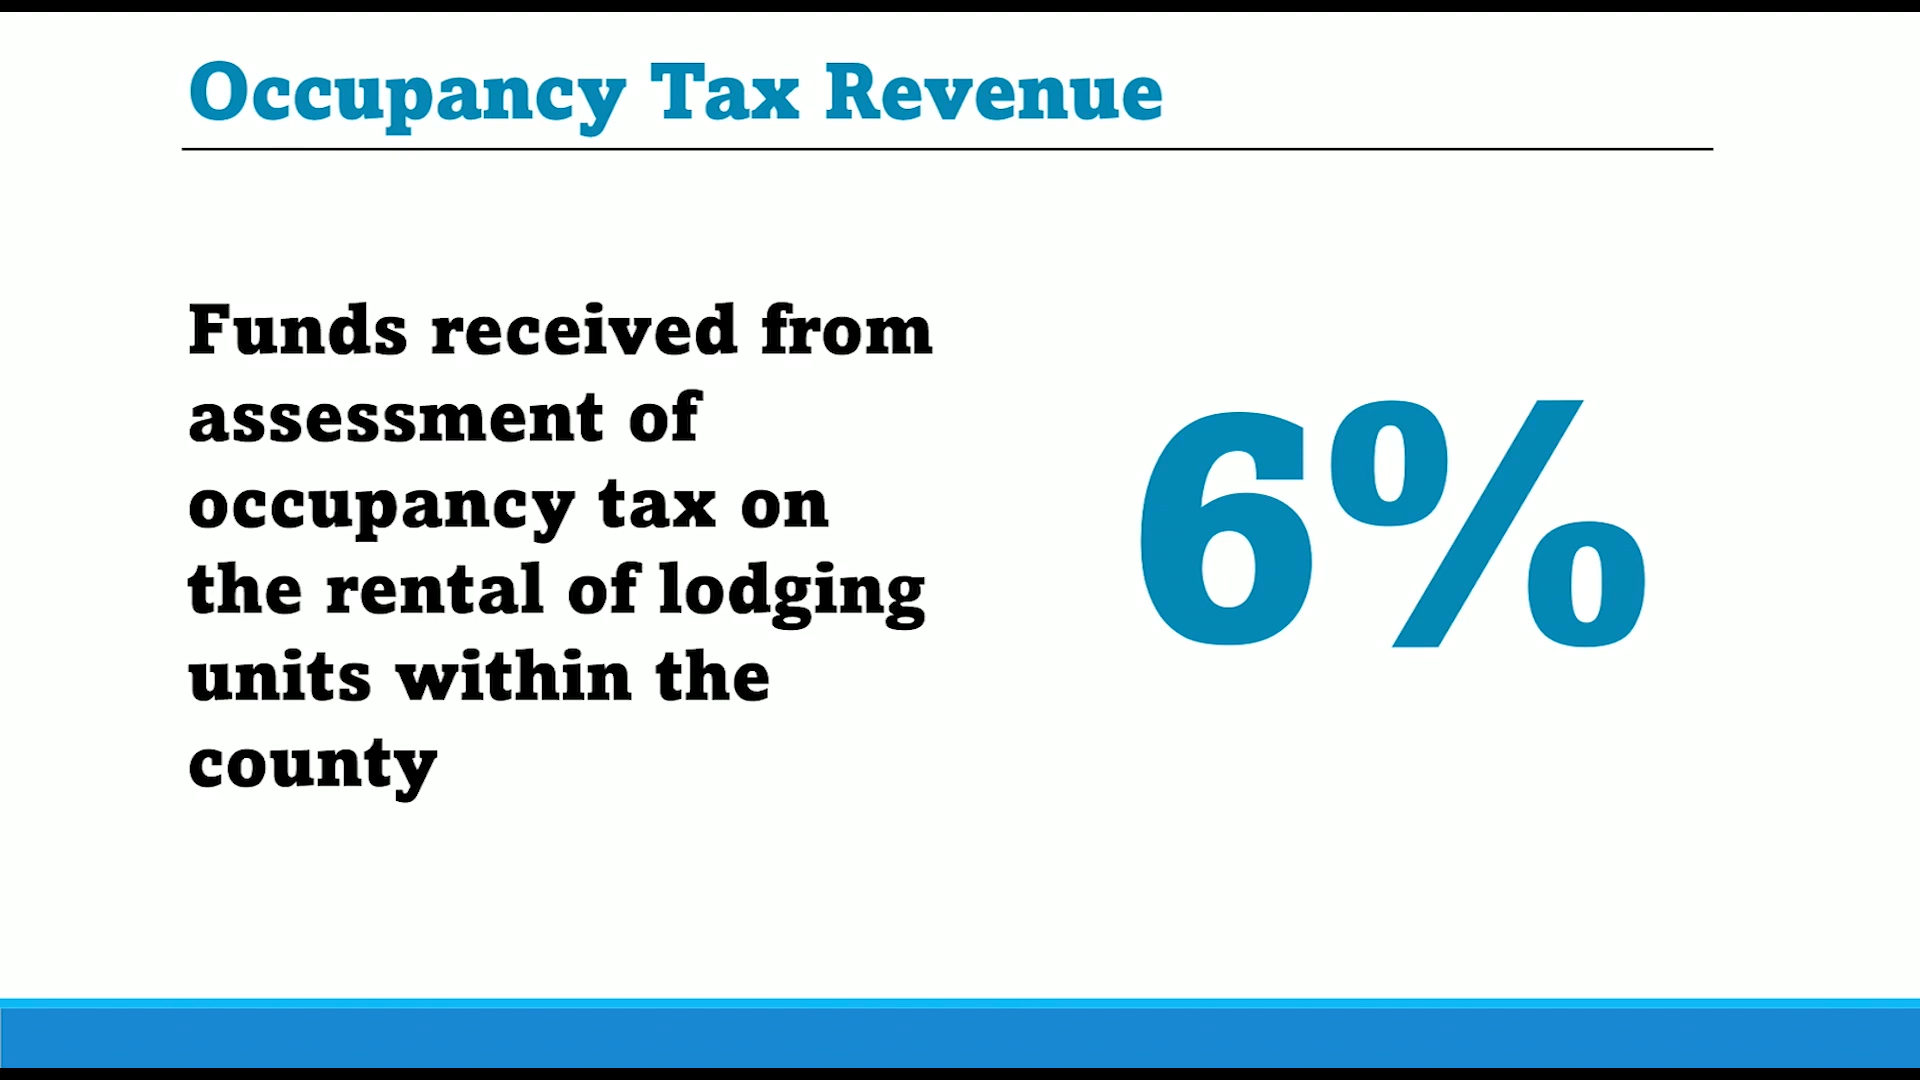 Occupancy Tax Revenue
Funds received from
assessment of
occupancy tax on
the rental of lodging
units within the
county
6%